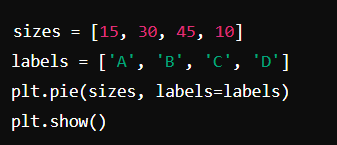 sizes = [15, 30, 45, 10]
labels = ['A', 'B', 'C', 'D']
plt.pie(sizes, labels=labels)
plt.show()